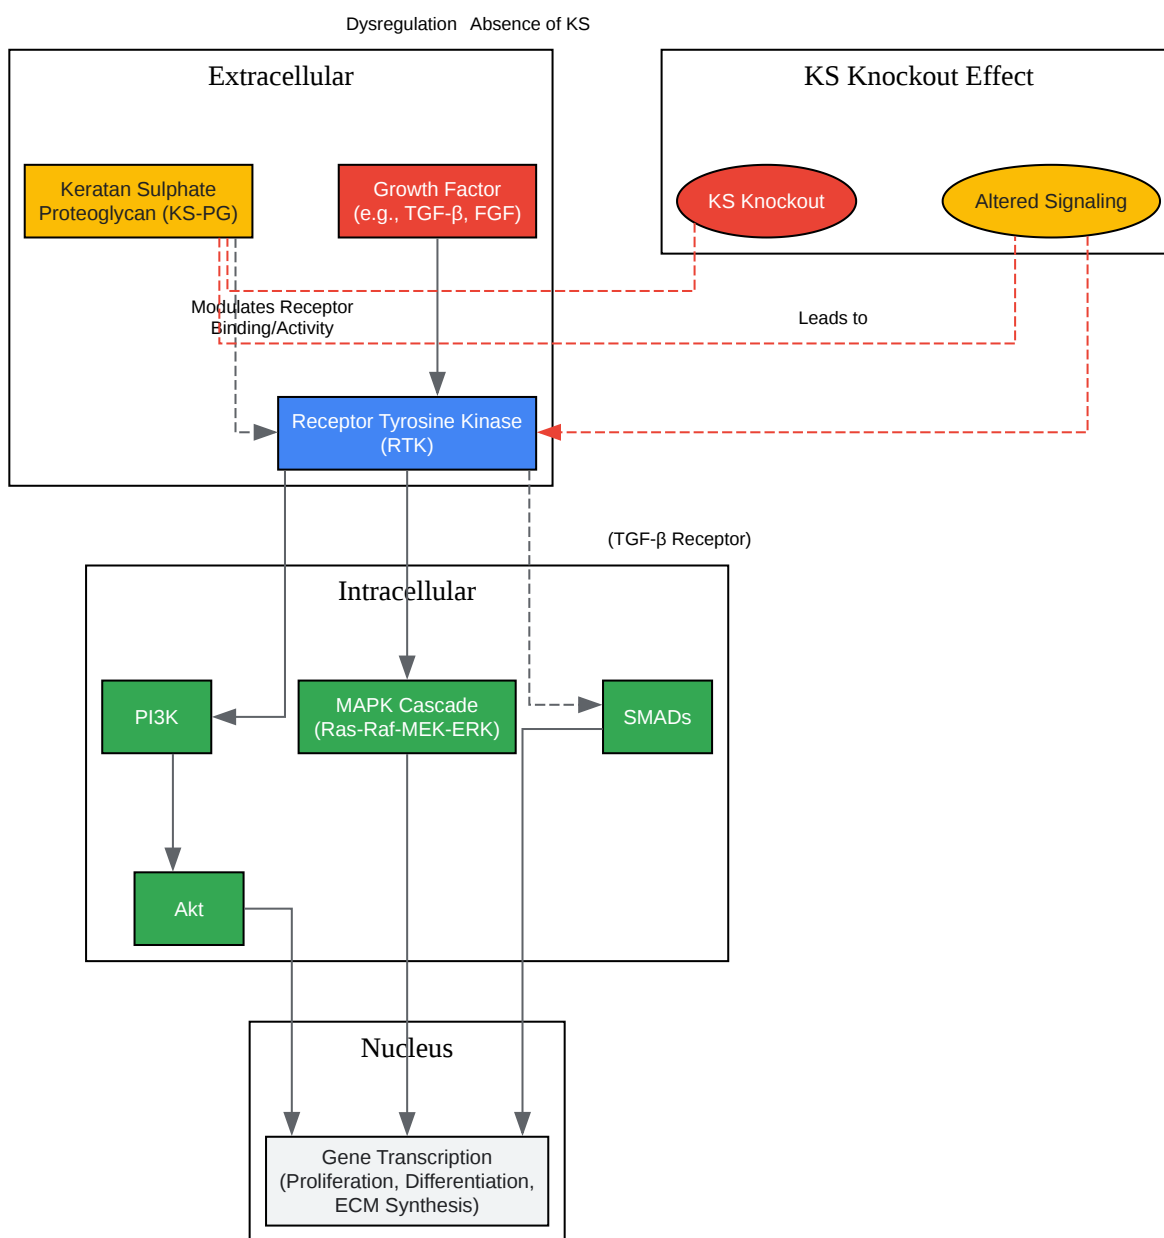 Dysregulation Absence of KS
Extracellular
KS Knockout Effect
Keratan Sulphate
Proteoglycan (KS-PG)
Growth Factor
(e.g., TGF-β, FGF)
KS Knockout
Altered Signaling
Modulates Receptor
Binding/Activity
Leads to
Receptor Tyrosine Kinase
(RTK)
(TGF-β Receptor)
Intracellular
PI3K
MAPK Cascade
(Ras-Raf-MEK-ERK)
SMADs
Akt
Nucleus
Gene Transcription
(Proliferation, Differentiation,
ECM Synthesis)